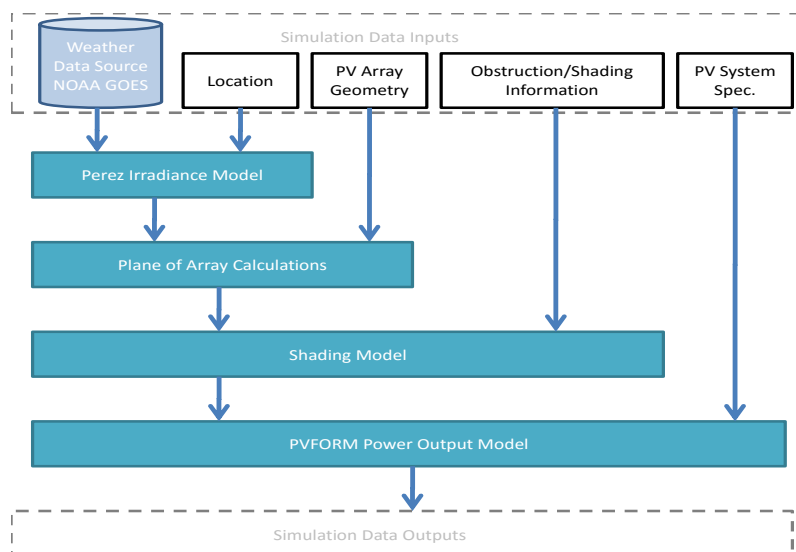 Simulation Data Inputs
Weather
Data Source
NOAA GOES
Location
PV Array
Geometry
Obstruction/Shading
Information
PV System
Spec.
Perez Irradiance Model
Plane of Array Calculations
Shading Model
PVFORM Power Output Model
Simulation Data Outputs